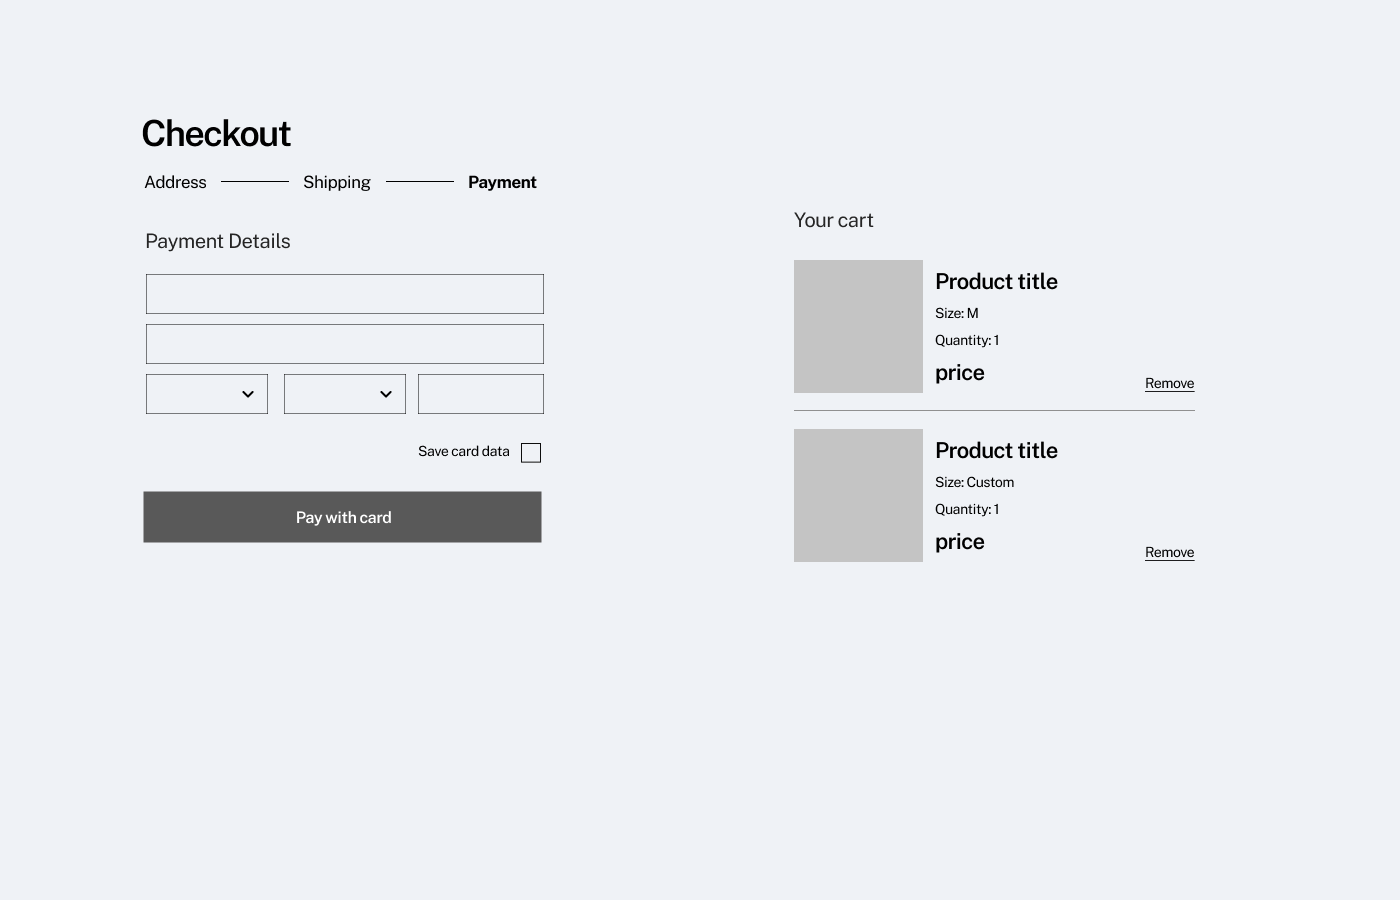 Checkout
Address Shipping Payment
Payment Details
Save card data
Pay with card
Your cart
Product title
Size: M
Quantity: 1
price
Remove
Product title
Size: Custom
Quantity: 1
price
Remove